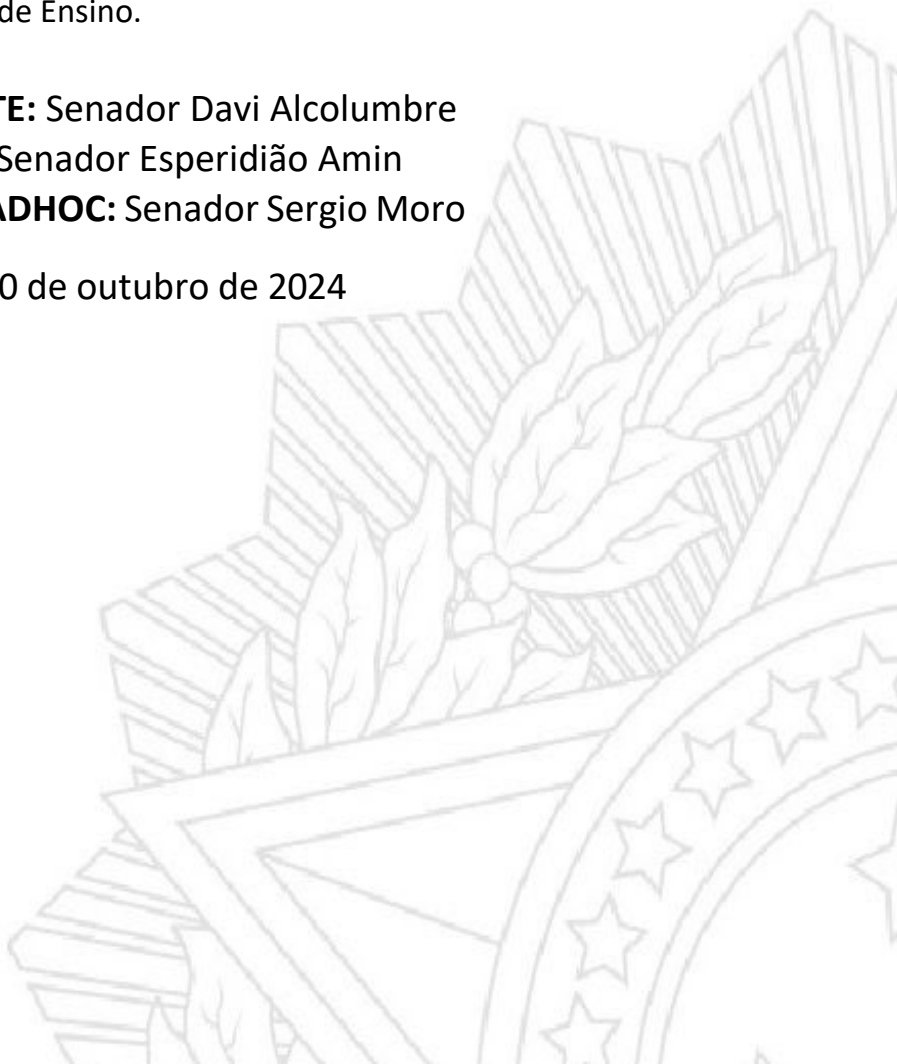 de Ensino.
TE: Senador Davi Alcolumbre
Senador Esperidião Amin
ADHOC: Senador Sergio Moro
0 de outubro de 2024